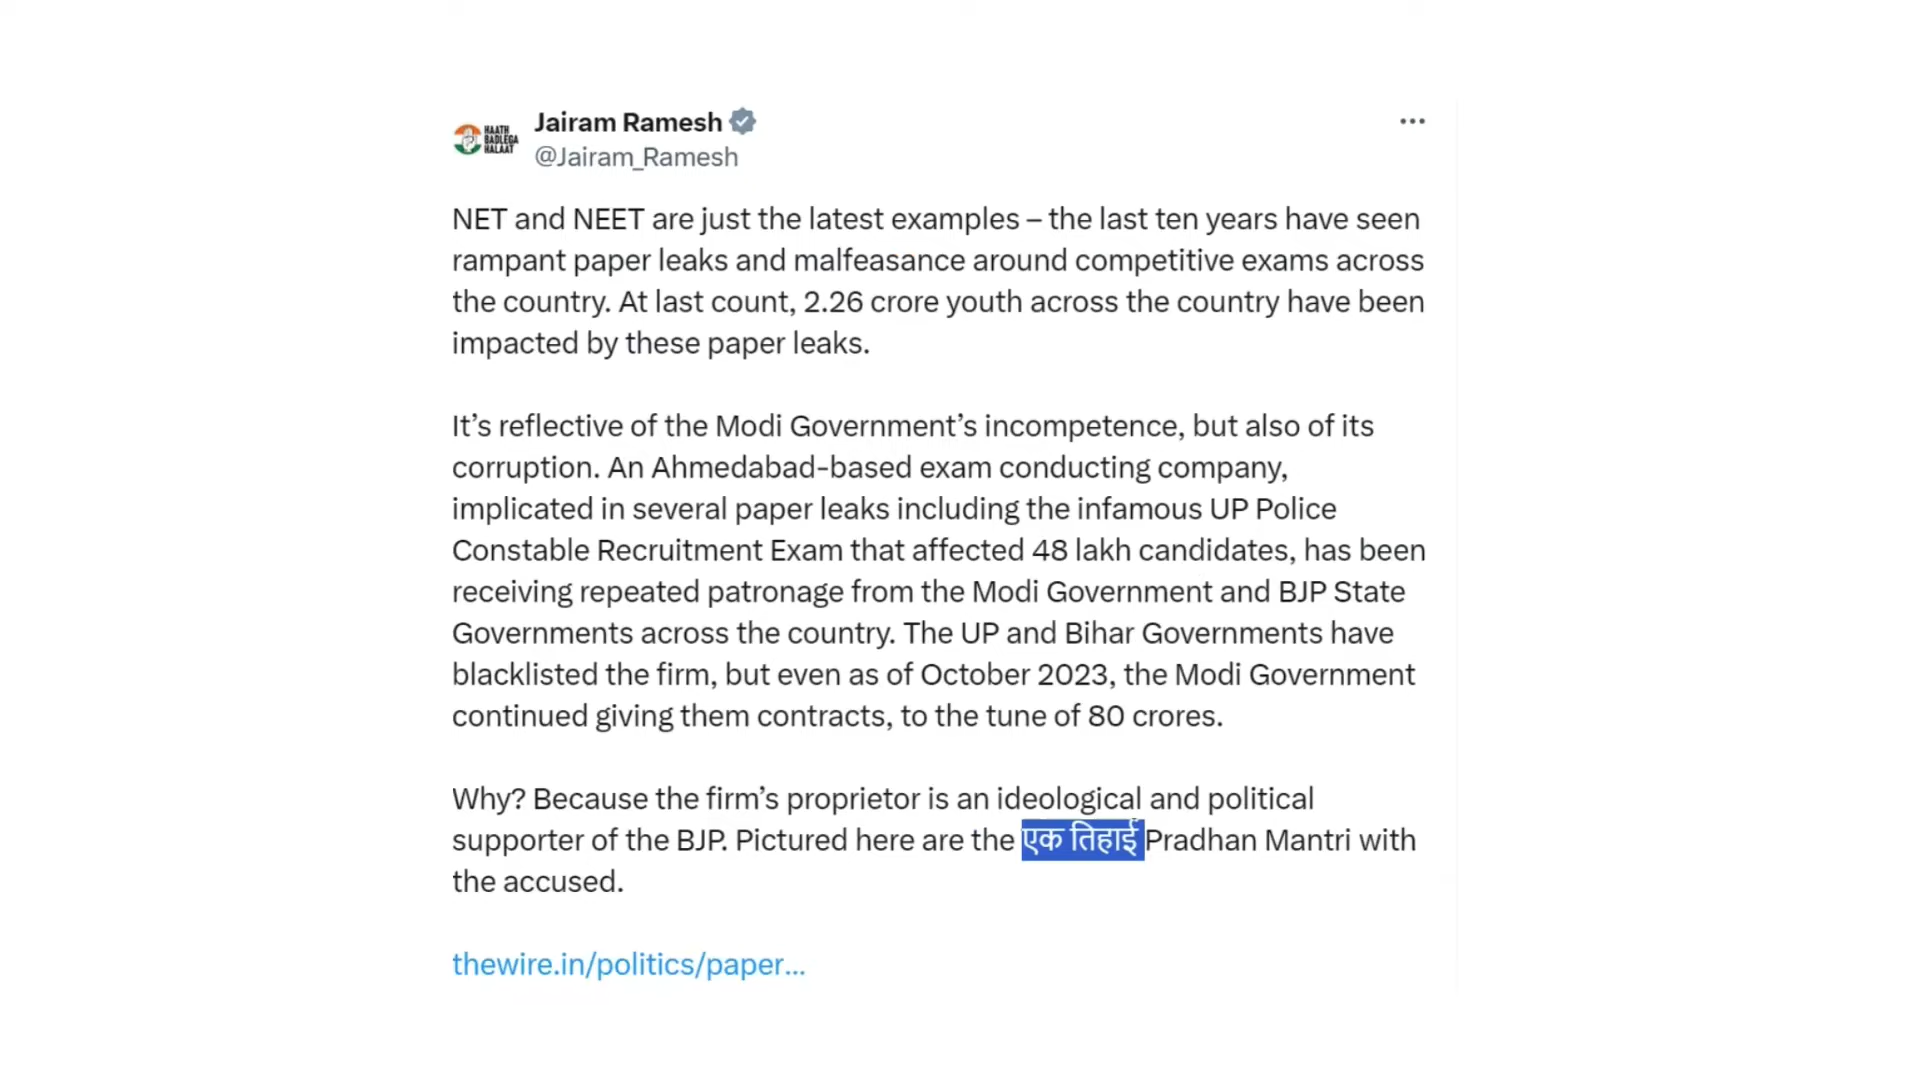 Jairam Ramesh
@Jairam_Ramesh
HAATH
BADLEGA
HALAAT
NET and NEET are just the latest examples – the last ten years have seen
rampant paper leaks and malfeasance around competitive exams across
the country. At last count, 2.26 crore youth across the country have been
impacted by these paper leaks.
It’s reflective of the Modi Government’s incompetence, but also of its
corruption. An Ahmedabad-based exam conducting company,
implicated in several paper leaks including the infamous UP Police
Constable Recruitment Exam that affected 48 lakh candidates, has been
receiving repeated patronage from the Modi Government and BJP State
Governments across the country. The UP and Bihar Governments have
blacklisted the firm, but even as of October 2023, the Modi Government
continued giving them contracts, to the tune of 80 crores.
Why? Because the firm’s proprietor is an ideological and political
supporter of the BJP. Pictured here are the एक तिहाई Pradhan Mantri with
the accused.
thewire.in/politics/paper...